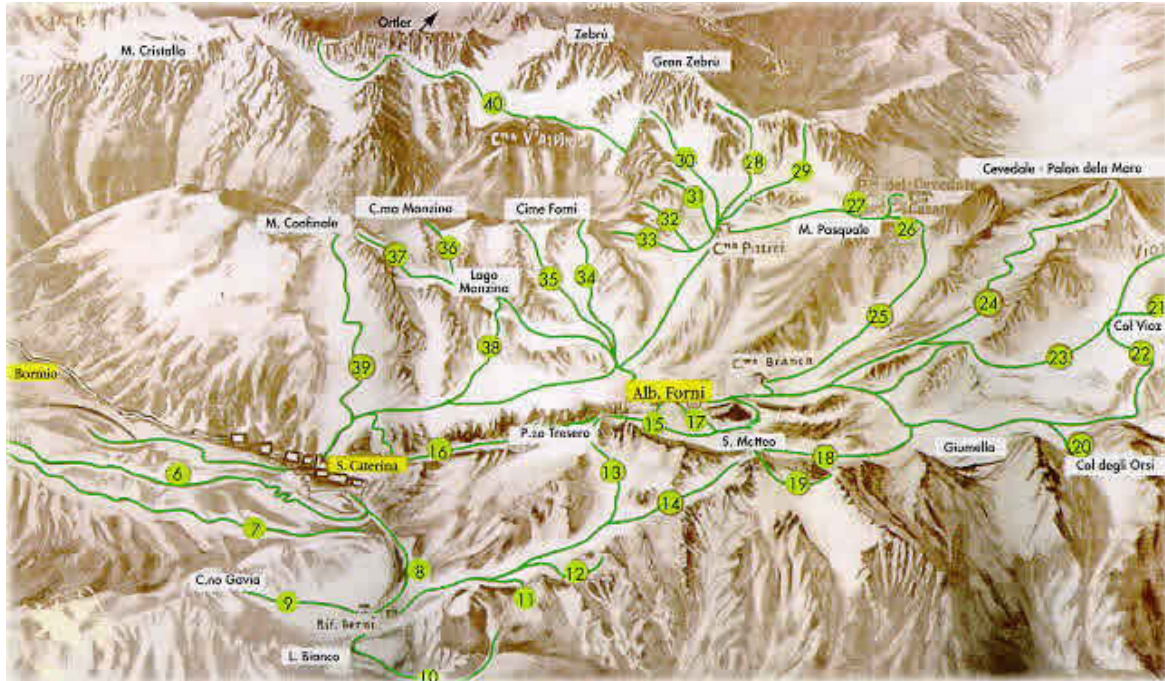 Ortler
Zebrù
M. Cristallo
Gran Zebrù
40
30
28
29
Cevedale - Palon dela Mare
31
27
C.ma Manzina
Cime Forni
32
M. Confinale
36
33
M. Pasquale
26
37
Lago
Manzina
35
34
24
25
21
Col Vioz
38
23
22
39
Bormio
Cna Branca
Alb. Forni
15
17
P.zo Tresero
S. Matteo
16
18
Giumella
20
S. Caterina
6
13
Col degli Orsi
19
14
7
8
12
C.no Gavia
9
11
Rif. Berni
L. Bianco
10